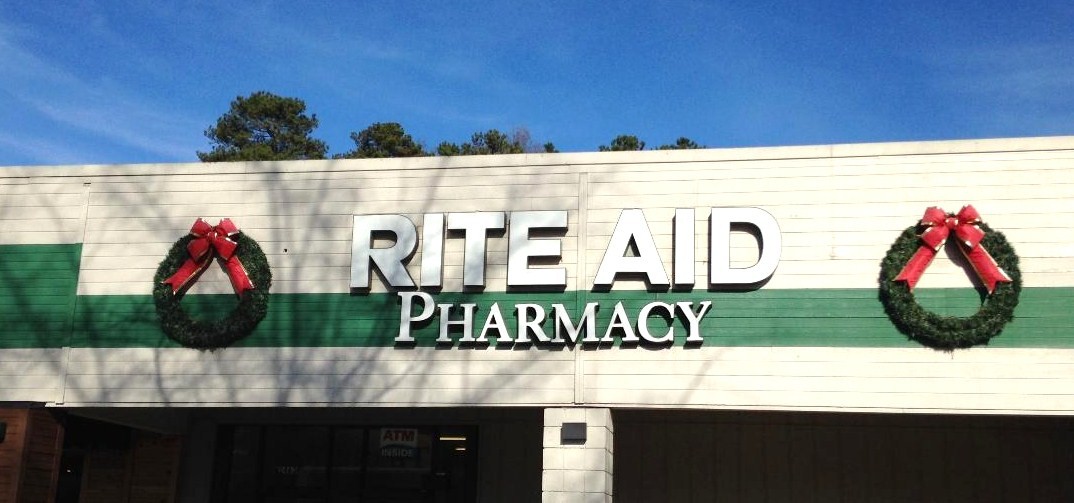 RITE AID
PHARMACY
ATM
INSIDE